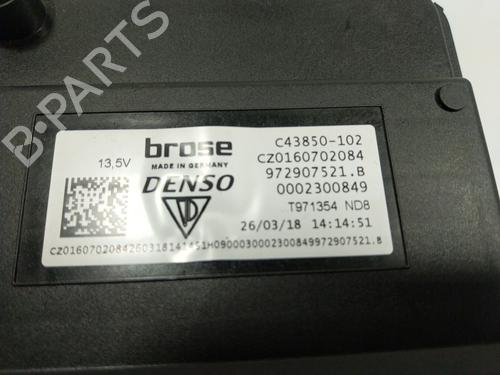 brose
MADE IN GERMANY
13,5V
DENSO
C43850-102
CZ0160702084
972907521.B
0002300849
T971354 ND8
26/03/18 14:14:51
CZ0160702084260318141451H0900030002300849972907521.B
B-PARTS